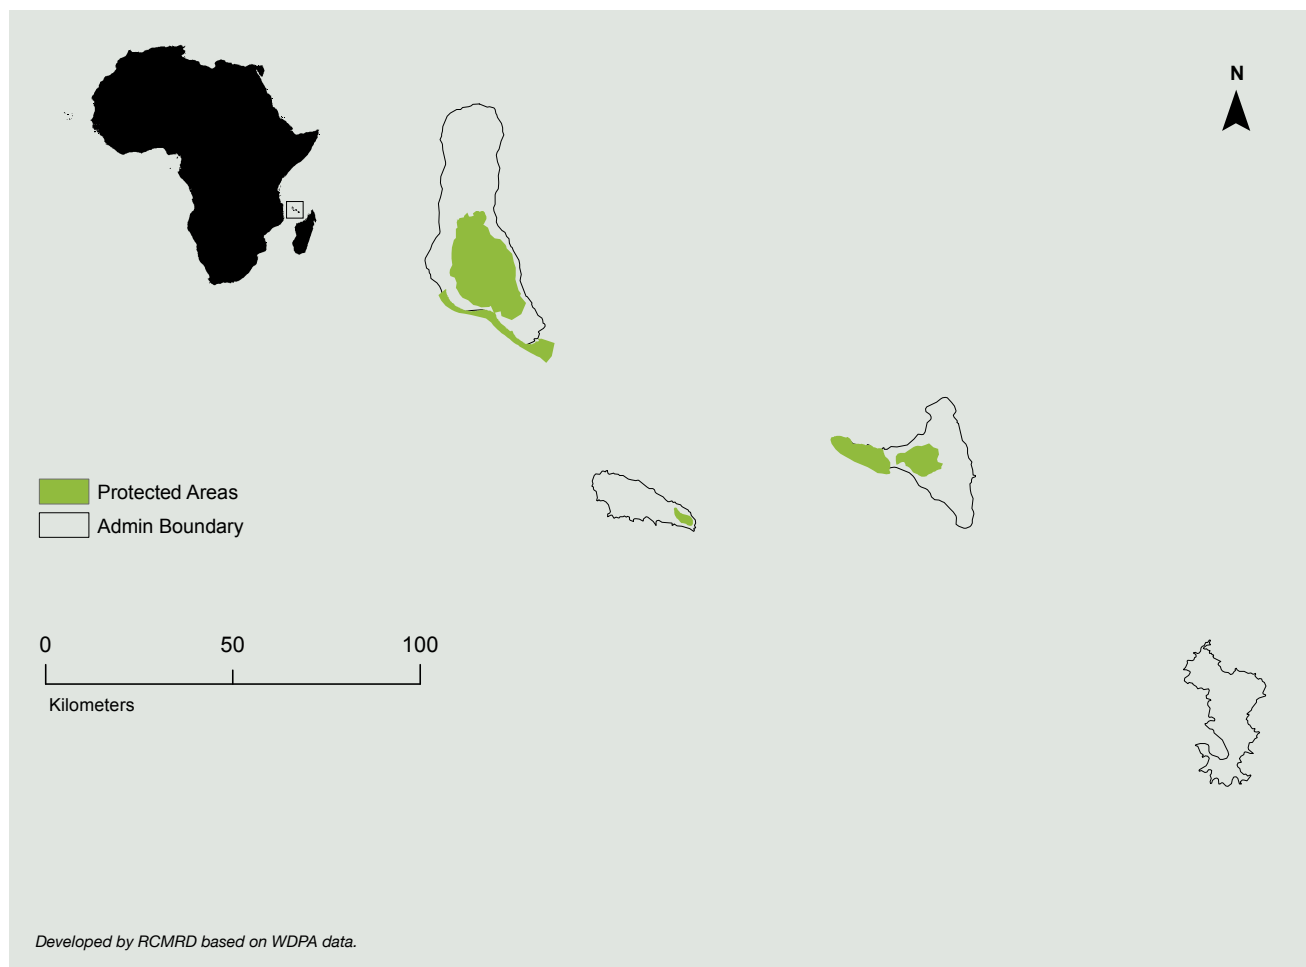 N
Protected Areas
Admin Boundary
0 50 100
Kilometers
Developed by RCMRD based on WDPA data.